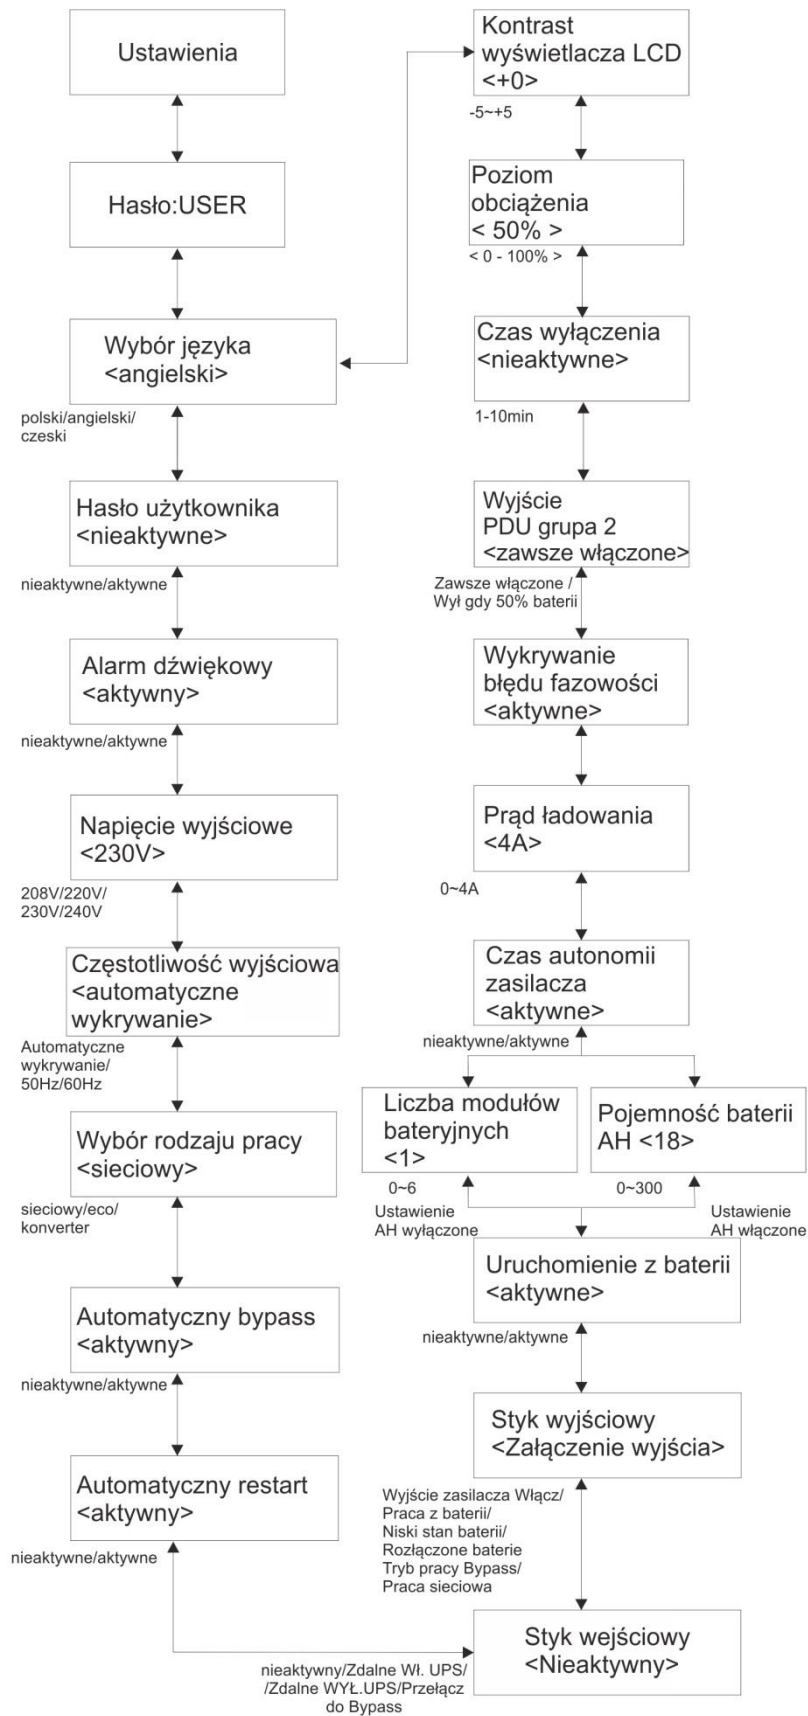 Ustawienia
Hasło:USER
Wybór języka
<angielski>
polski/angielski/
czeski
Hasło użytkownika
<nieaktywne>
nieaktywne/aktywne
Alarm dźwiękowy
<aktywny>
nieaktywne/aktywne
Napięcie wyjściowe
<230V>
208V/220V/
230V/240V
Częstotliwość wyjściowa
<automatyczne
wykrywanie>
Automatyczne
wykrywanie/
50Hz/60Hz
Wybór rodzaju pracy
<sieciowy>
sieciowy/eco/
konverter
Automatyczny bypass
<aktywny>
nieaktywne/aktywne
Automatyczny restart
<aktywny>
nieaktywne/aktywne
Kontrast
wyświetlacza LCD
<+0>
-5~+5
Poziom
obciążenia
< 50% >
< 0 - 100% >
Czas wyłączenia
<nieaktywne>
1-10min
Wyjście
PDU grupa 2
<zawsze włączone>
Zawsze włączone /
Wył gdy 50% baterii
Wykrywanie
błędu fazowości
<aktywne>
Prąd ładowania
<4A>
0~4A
Czas autonomii
zasilacza
<aktywne>
nieaktywne/aktywne
Liczba modułów
bateryjnych
<1>
0~6
Ustawienie
AH wyłączone
Pojemność baterii
AH <18>
0~300
Ustawienie
AH włączone
Uruchomienie z baterii
<aktywne>
nieaktywne/aktywne
Styk wyjściowy
<Załączenie wyjścia>
Wyjście zasilacza Włącz/
Praca z baterii/
Niski stan baterii/
Rozłączone baterie
Tryb pracy Bypass/
Praca sieciowa
Styk wejściowy
<Nieaktywny>
nieaktywny/Zdalne Wł. UPS/
/Zdalne WYŁ.UPS/Przełącz
do Bypass